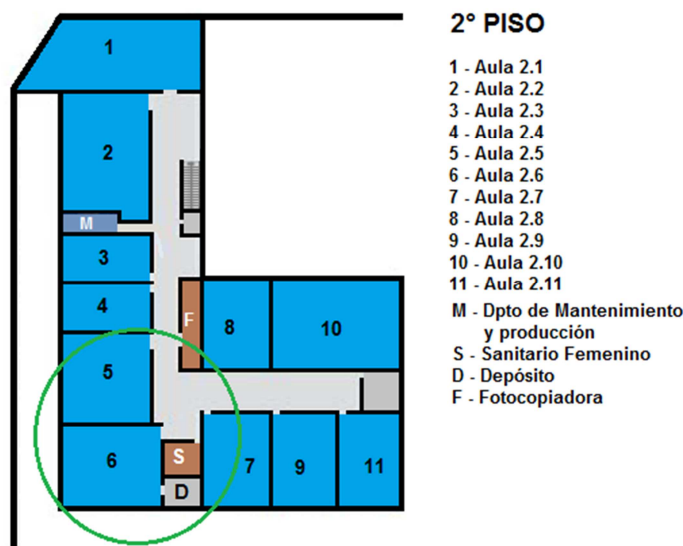 2° PISO
1 - Aula 2.1
2 - Aula 2.2
3 - Aula 2.3
4 - Aula 2.4
5 - Aula 2.5
6 - Aula 2.6
7 - Aula 2.7
8 - Aula 2.8
9 - Aula 2.9
10 - Aula 2.10
11 - Aula 2.11
M - Dpto de Mantenimiento
y producción
S - Sanitario Femenino
D - Depósito
F - Fotocopiadora
1
2
M
3
4
F
8
10
5
6
S
D
7
9
11